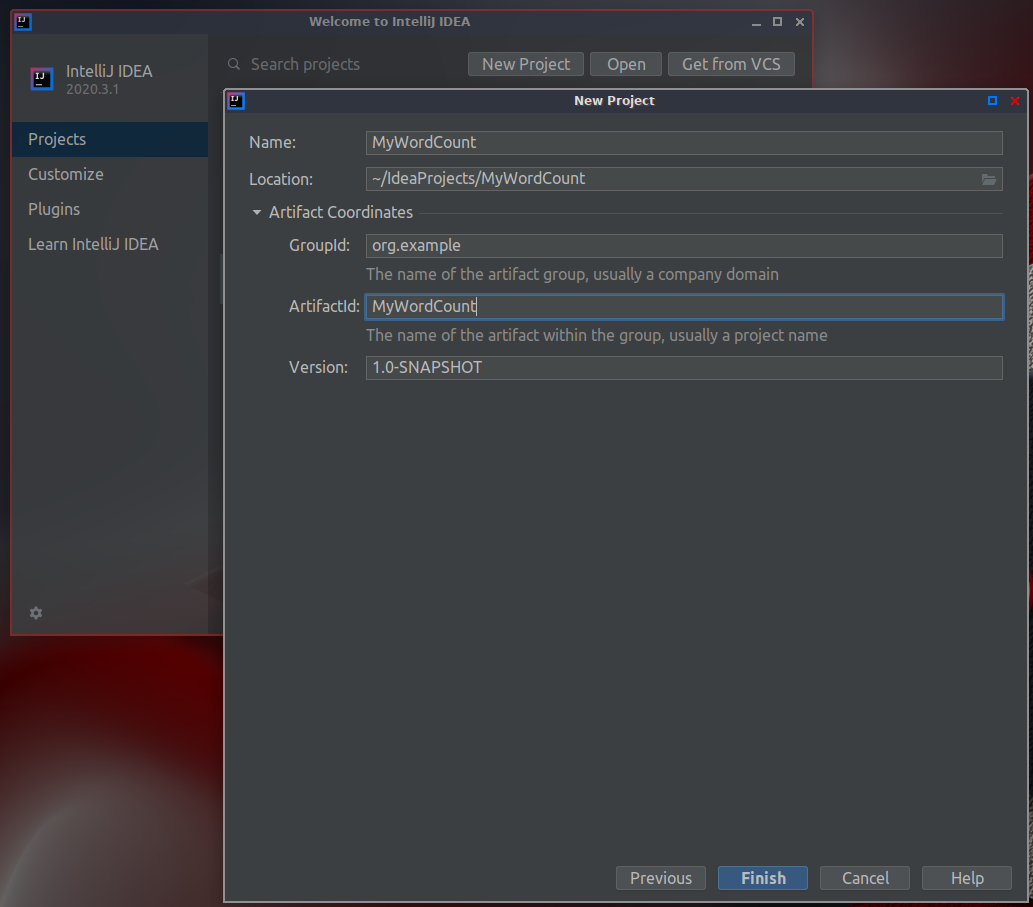 Welcome to IntelliJ IDEA
IntelliJ IDEA
2020.3.1
Search projects
New Project
Open
Get from VCS
Projects
Customize
Plugins
Learn IntelliJ IDEA
New Project
Name: MyWordCount
Location: ~/IdeaProjects/MyWordCount
Artifact Coordinates
GroupId: org.example
The name of the artifact group, usually a company domain
ArtifactId: MyWordCount
The name of the artifact within the group, usually a project name
Version: 1.0-SNAPSHOT
Previous
Finish
Cancel
Help